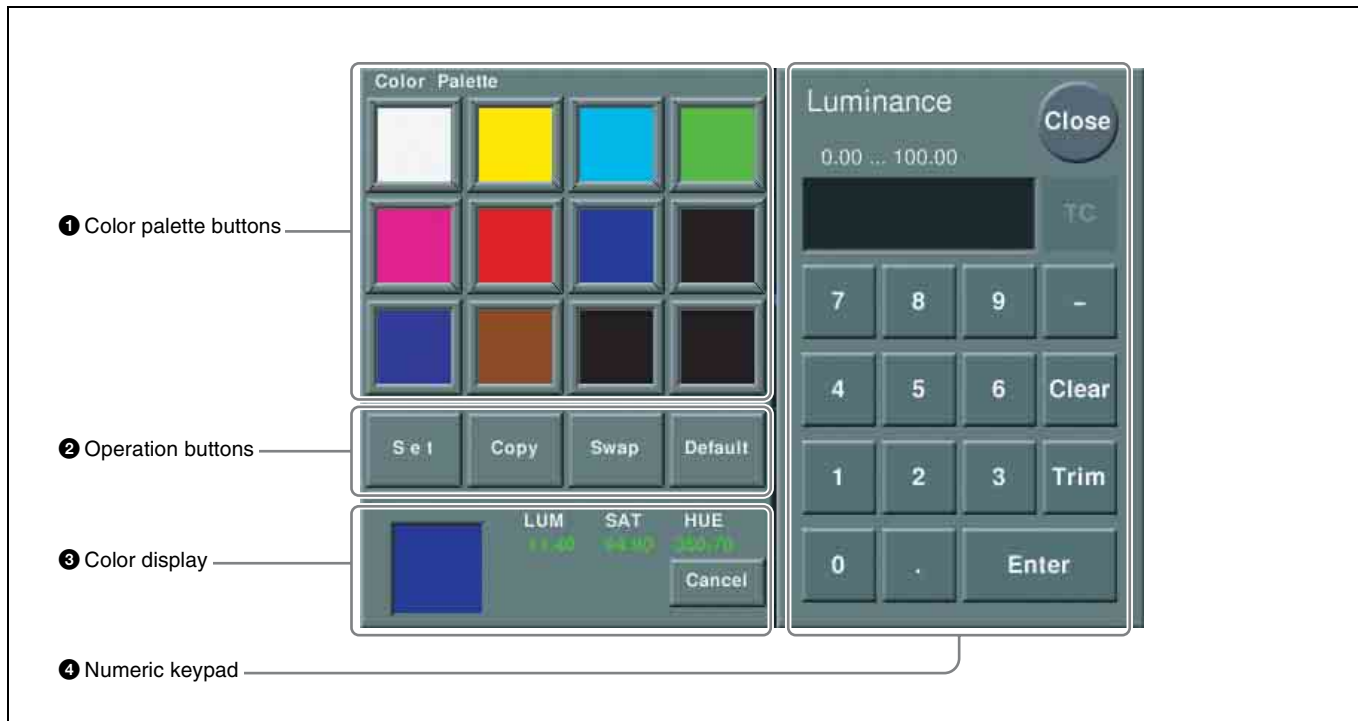 Color Palette
Luminance
Close
0.00 ... 100.00
TC
❶ Color palette buttons
7 8 9 –
4 5 6 Clear
❷ Operation buttons
Set Copy Swap Default
1 2 3 Trim
LUM SAT HUE
❸ Color display
Cancel
0 . Enter
❹ Numeric keypad